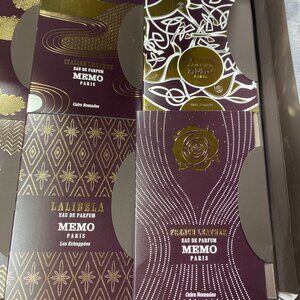 ITALIAN LEATHER
EAU DE PARFUM
MEMO
PARIS
Cuirs Nomades
PARIS
LALIBELA
EAU DE PARFUM
MEMO
PARIS
Les Echappées
FRENCH LEATHER
EAU DE PARFUM
MEMO
PARIS
Cuirs Nomades